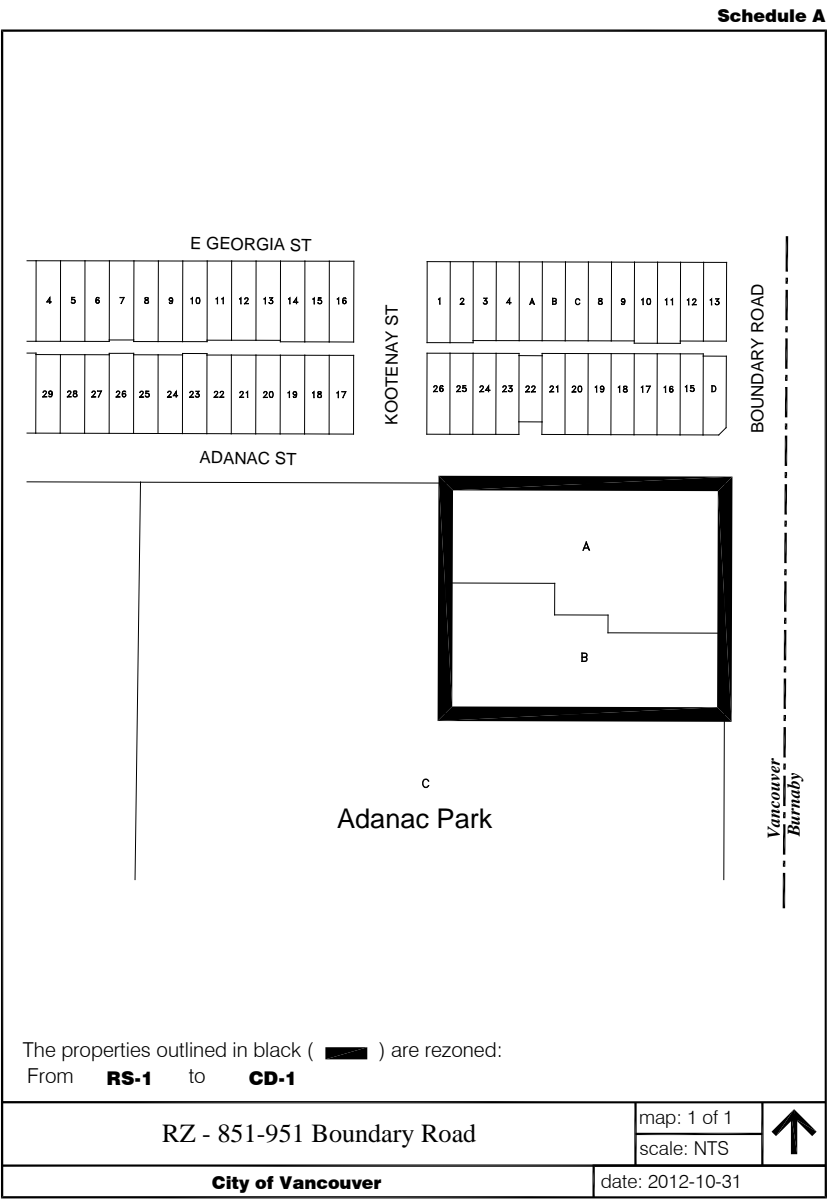 Schedule A
E GEORGIA ST
4 5 6 7 8 9 10 11 12 13 14 15 16
1 2 3 4 A B C 8 9 10 11 12 13
KOOTENAY ST
BOUNDARY ROAD
29 28 27 26 25 24 23 22 21 20 19 18 17
26 25 24 23 22 21 20 19 18 17 16 15 D
ADANAC ST
A
B
C
Adanac Park
Vancouver
Burnaby
The properties outlined in black ( ) are rezoned:
From RS-1 to CD-1
RZ - 851-951 Boundary Road
map: 1 of 1
scale: NTS
City of Vancouver
date: 2012-10-31